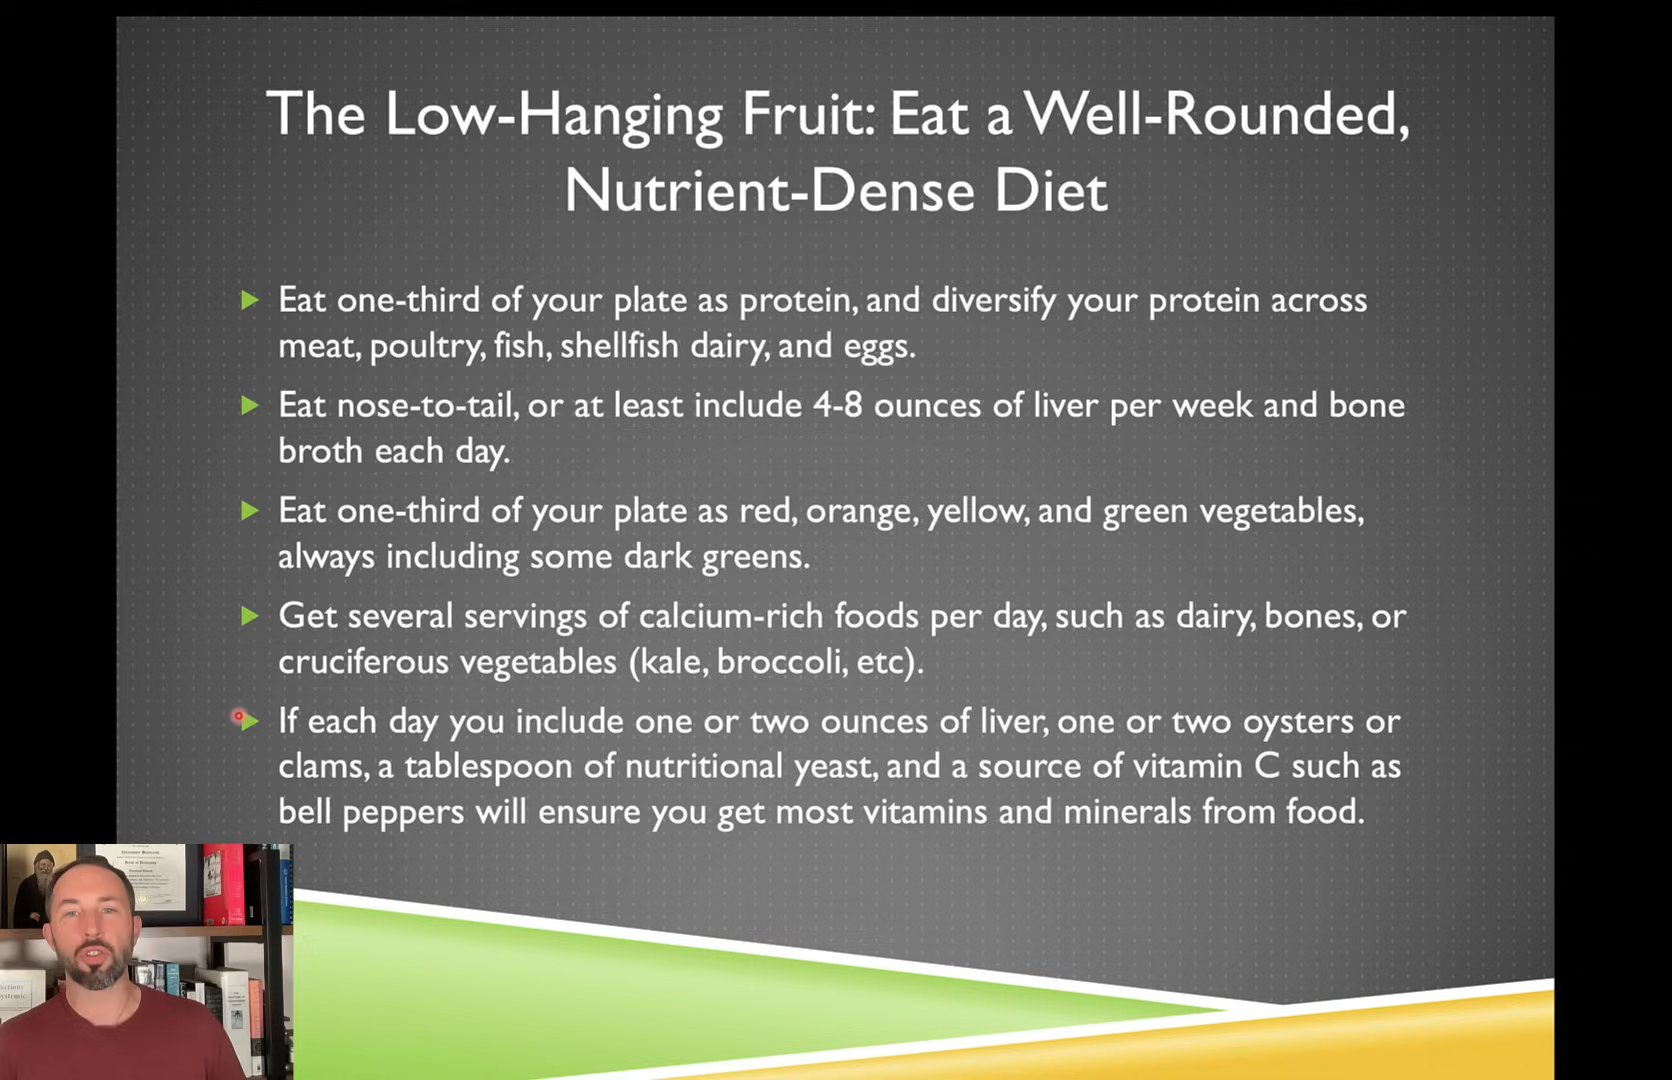 The Low-Hanging Fruit: Eat a Well-Rounded,
Nutrient-Dense Diet
Eat one-third of your plate as protein, and diversify your protein across
meat, poultry, fish, shellfish dairy, and eggs.
Eat nose-to-tail, or at least include 4-8 ounces of liver per week and bone
broth each day.
Eat one-third of your plate as red, orange, yellow, and green vegetables,
always including some dark greens.
Get several servings of calcium-rich foods per day, such as dairy, bones, or
cruciferous vegetables (kale, broccoli, etc).
If each day you include one or two ounces of liver, one or two oysters or
clams, a tablespoon of nutritional yeast, and a source of vitamin C such as
bell peppers will ensure you get most vitamins and minerals from food.